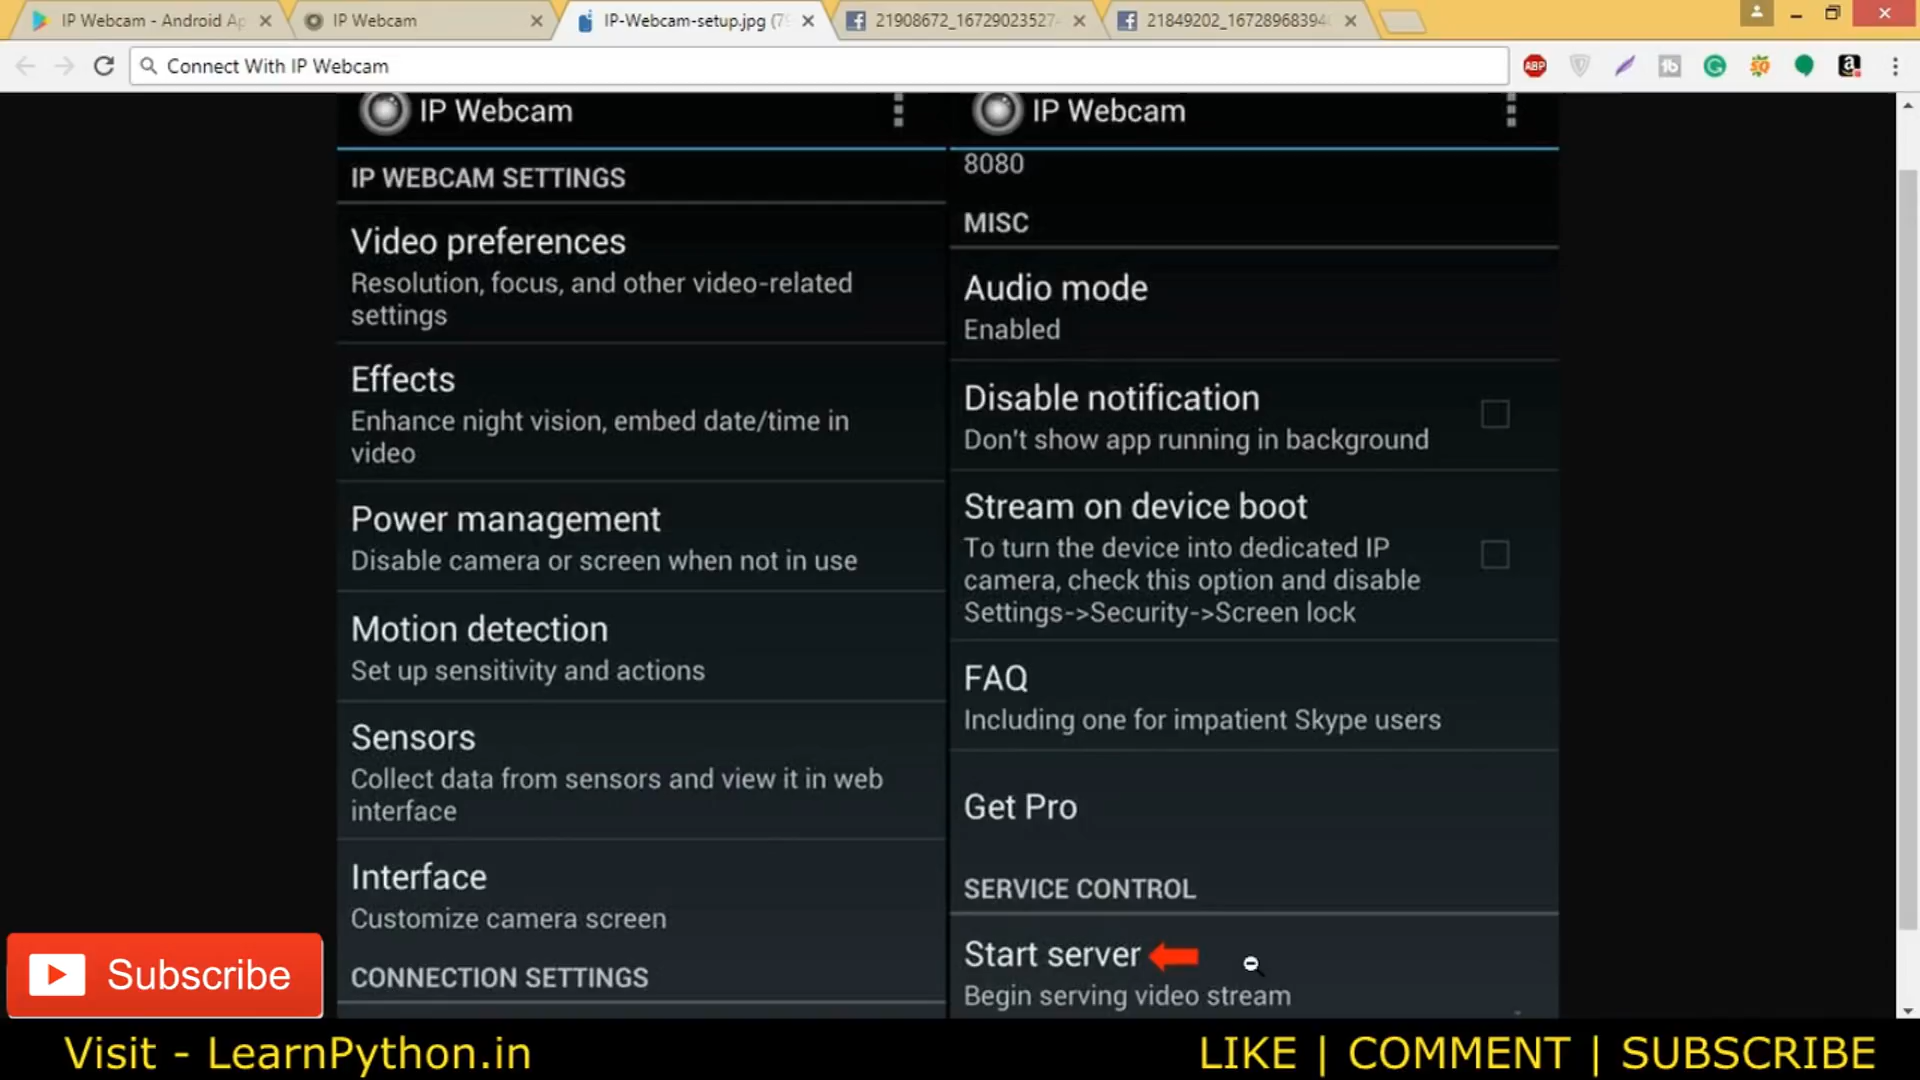 IP Webcam - Android Ap
IP Webcam
IP-Webcam-setup.jpg (79
21908672_16729023527
21849202_1672896839
Connect With IP Webcam
ABP
IP Webcam
IP WEBCAM SETTINGS
Video preferences
Resolution, focus, and other video-related
settings
Effects
Enhance night vision, embed date/time in
video
Power management
Disable camera or screen when not in use
Motion detection
Set up sensitivity and actions
Sensors
Collect data from sensors and view it in web
interface
Interface
Customize camera screen
CONNECTION SETTINGS
IP Webcam
8080
MISC
Audio mode
Enabled
Disable notification
Don't show app running in background
Stream on device boot
To turn the device into dedicated IP
camera, check this option and disable
Settings->Security->Screen lock
FAQ
Including one for impatient Skype users
Get Pro
SERVICE CONTROL
Start server
Begin serving video stream
Subscribe
Visit - LearnPython.in
LIKE | COMMENT | SUBSCRIBE